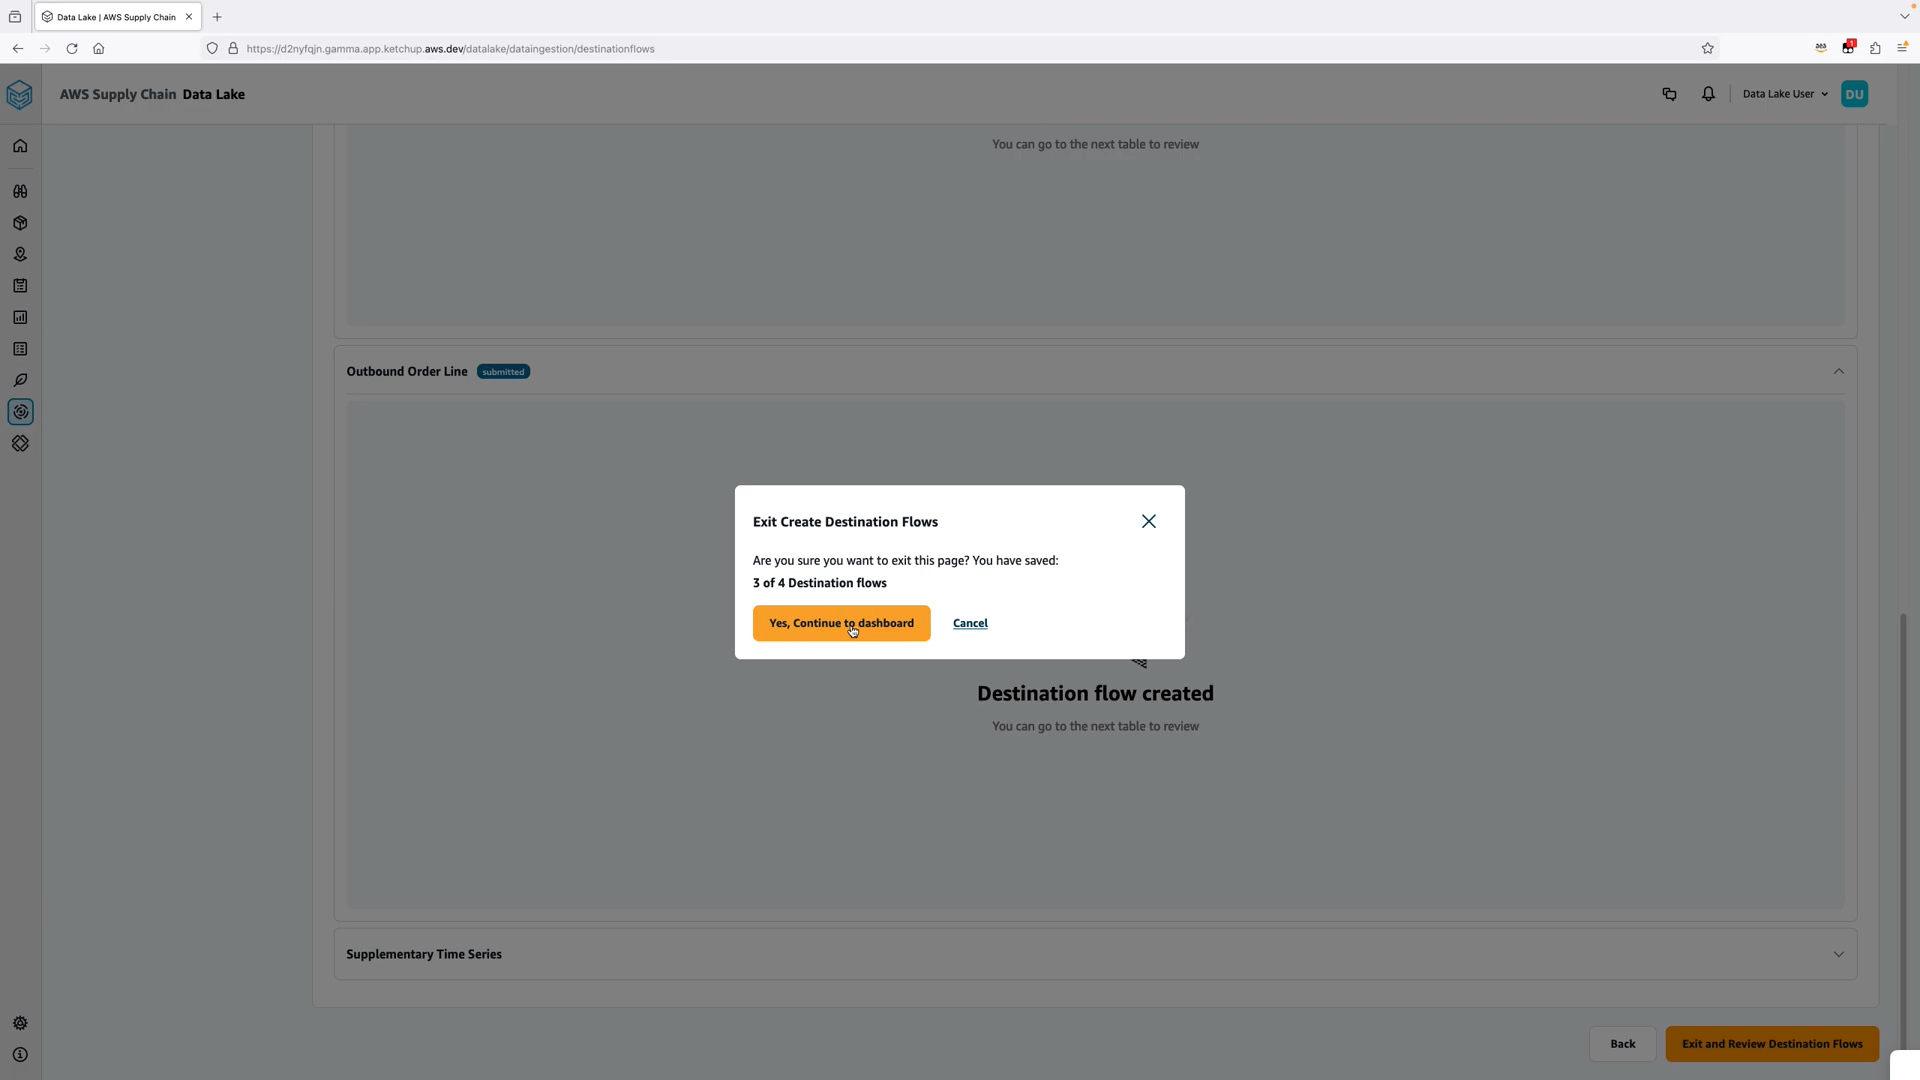 Data Lake | AWS Supply Chain
https://d2nyfqjn.gamma.app.ketchup.aws.dev/datalake/dataingestion/destinationflows
aea
1
AWS Supply Chain Data Lake
Data Lake User
DU
You can go to the next table to review
Outbound Order Line
submitted
Exit Create Destination Flows
Are you sure you want to exit this page? You have saved:
3 of 4 Destination flows
Yes, Continue to dashboard
Cancel
Destination flow created
You can go to the next table to review
Supplementary Time Series
Back
Exit and Review Destination Flows